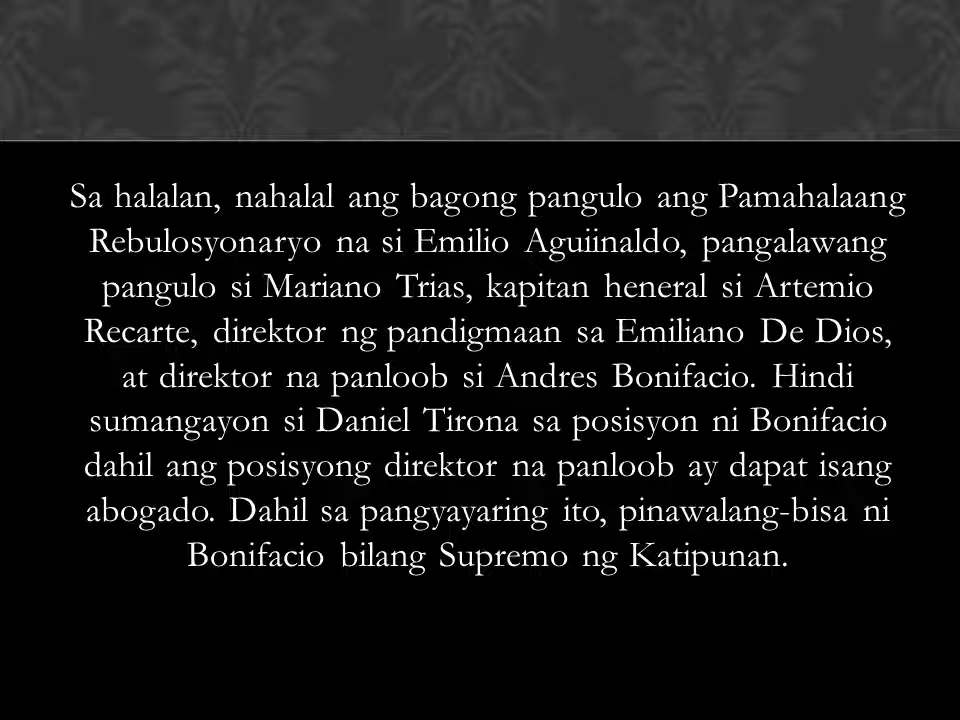 Sa halalan, nahalal ang bagong pangulo ang Pamahalaang
Rebulosyonaryo na si Emilio Aguiinaldo, pangalawang
pangulo si Mariano Trias, kapitan heneral si Artemio
Recarte, direktor ng pandigmaan sa Emiliano De Dios,
at direktor na panloob si Andres Bonifacio. Hindi
sumangayon si Daniel Tirona sa posisyon ni Bonifacio
dahil ang posisyong direktor na panloob ay dapat isang
abogado. Dahil sa pangyayaring ito, pinawalang-bisa ni
Bonifacio bilang Supremo ng Katipunan.